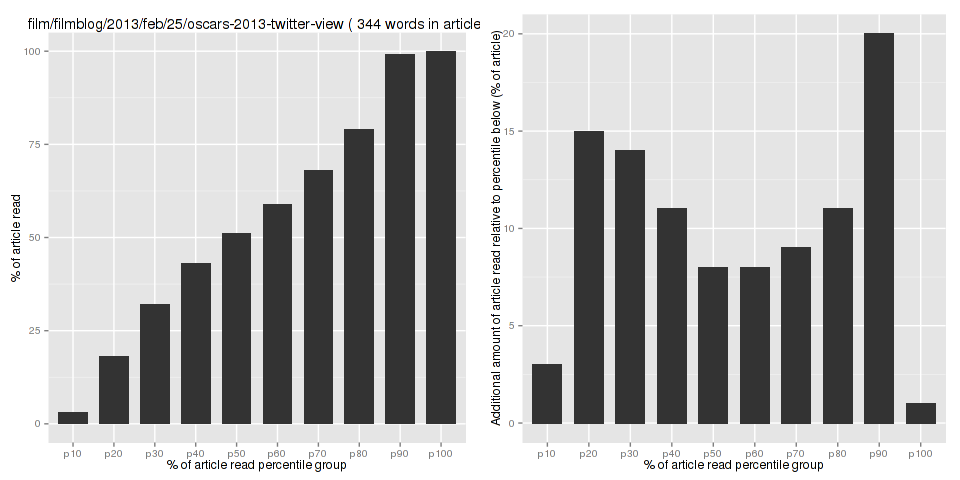 film/filmblog/2013/feb/25/oscars-2013-twitter-view ( 344 words in article
% of article read
100
75
50
25
0
p10 p20 p30 p40 p50 p60 p70 p80 p90 p100
% of article read percentile group
Additional amount of article read relative to percentile below (% of article)
20
15
10
5
0
p10 p20 p30 p40 p50 p60 p70 p80 p90 p100
% of article read percentile group